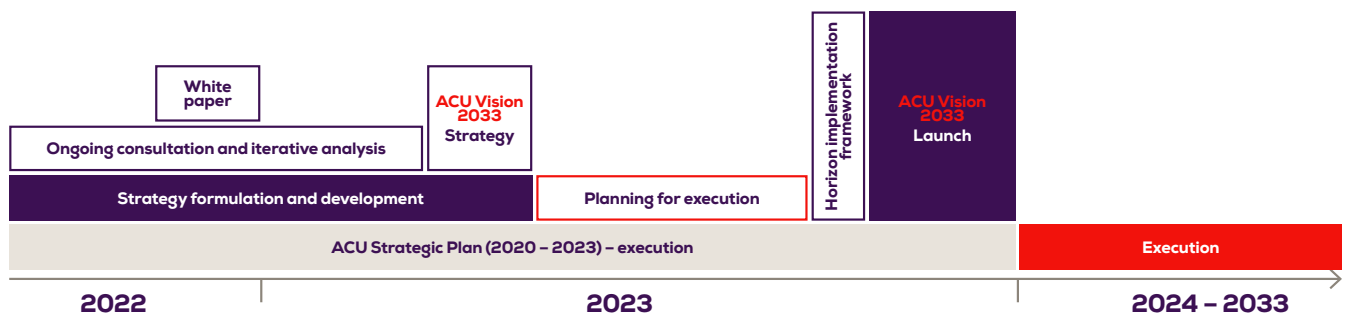 White
paper
Ongoing consultation and iterative analysis
ACU Vision
2033
Strategy
Strategy formulation and development
Planning for execution
Horizon implementation
framework
ACU Vision
2033
Launch
ACU Strategic Plan (2020 – 2023) – execution
Execution
2022
2023
2024 – 2033